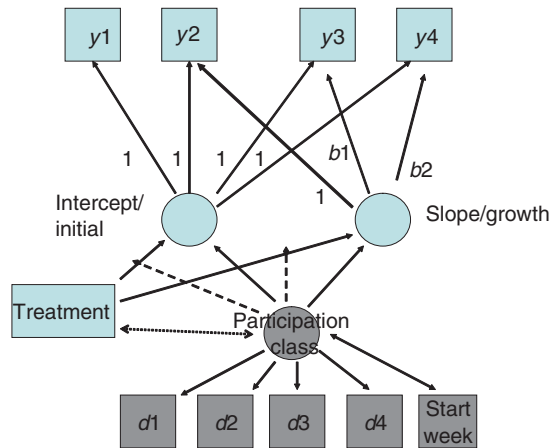 y1
y2
y3
y4
1
1
1
1
b1
1
b2
Intercept/
initial
Slope/growth
Treatment
Participation
class
d1
d2
d3
d4
Start
week